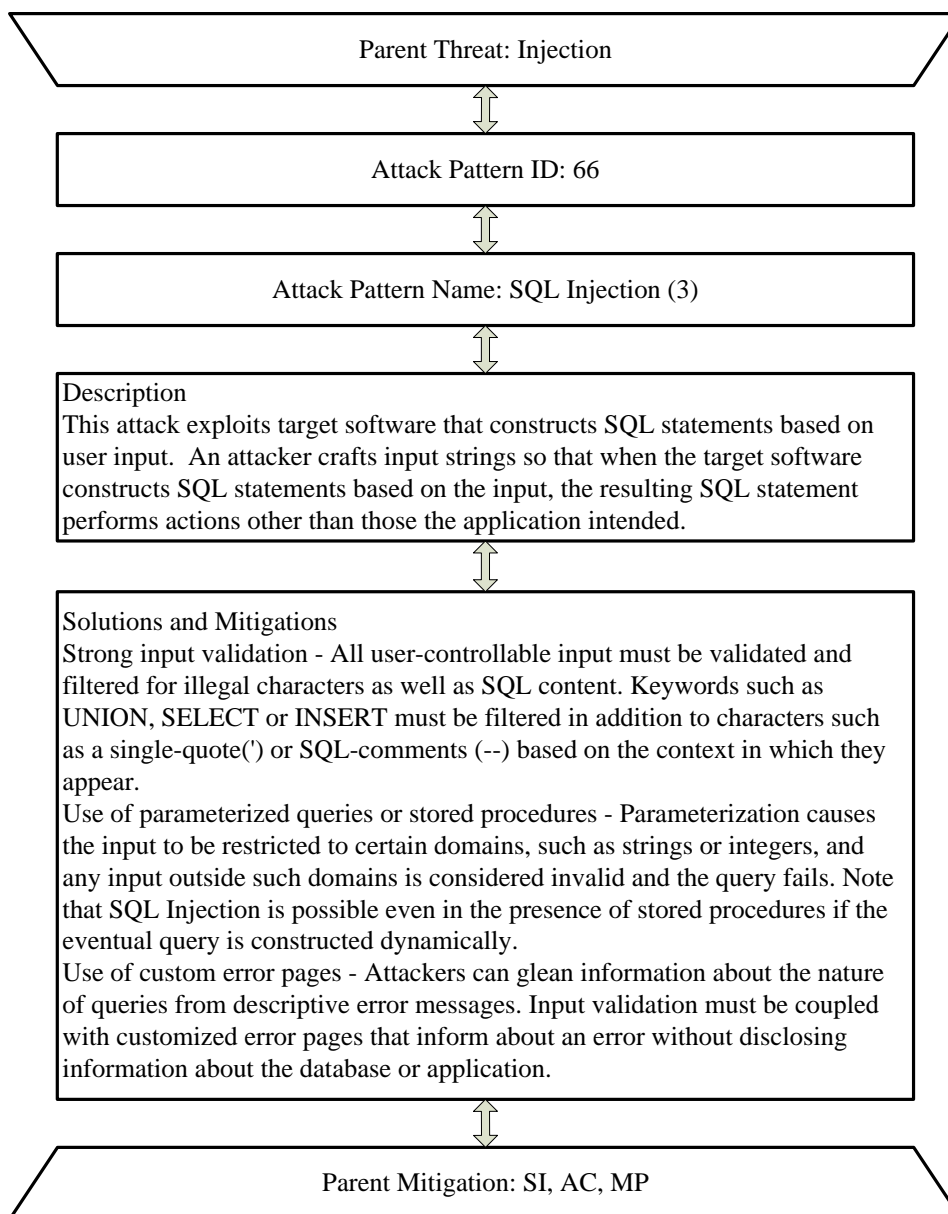 Parent Threat: Injection
Attack Pattern ID: 66
Attack Pattern Name: SQL Injection (3)
Description
This attack exploits target software that constructs SQL statements based on
user input.  An attacker crafts input strings so that when the target software
constructs SQL statements based on the input, the resulting SQL statement
performs actions other than those the application intended.
Solutions and Mitigations
Strong input validation - All user-controllable input must be validated and
filtered for illegal characters as well as SQL content. Keywords such as
UNION, SELECT or INSERT must be filtered in addition to characters such
as a single-quote(') or SQL-comments (--) based on the context in which they
appear.
Use of parameterized queries or stored procedures - Parameterization causes
the input to be restricted to certain domains, such as strings or integers, and
any input outside such domains is considered invalid and the query fails. Note
that SQL Injection is possible even in the presence of stored procedures if the
eventual query is constructed dynamically.
Use of custom error pages - Attackers can glean information about the nature
of queries from descriptive error messages. Input validation must be coupled
with customized error pages that inform about an error without disclosing
information about the database or application.
Parent Mitigation: SI, AC, MP